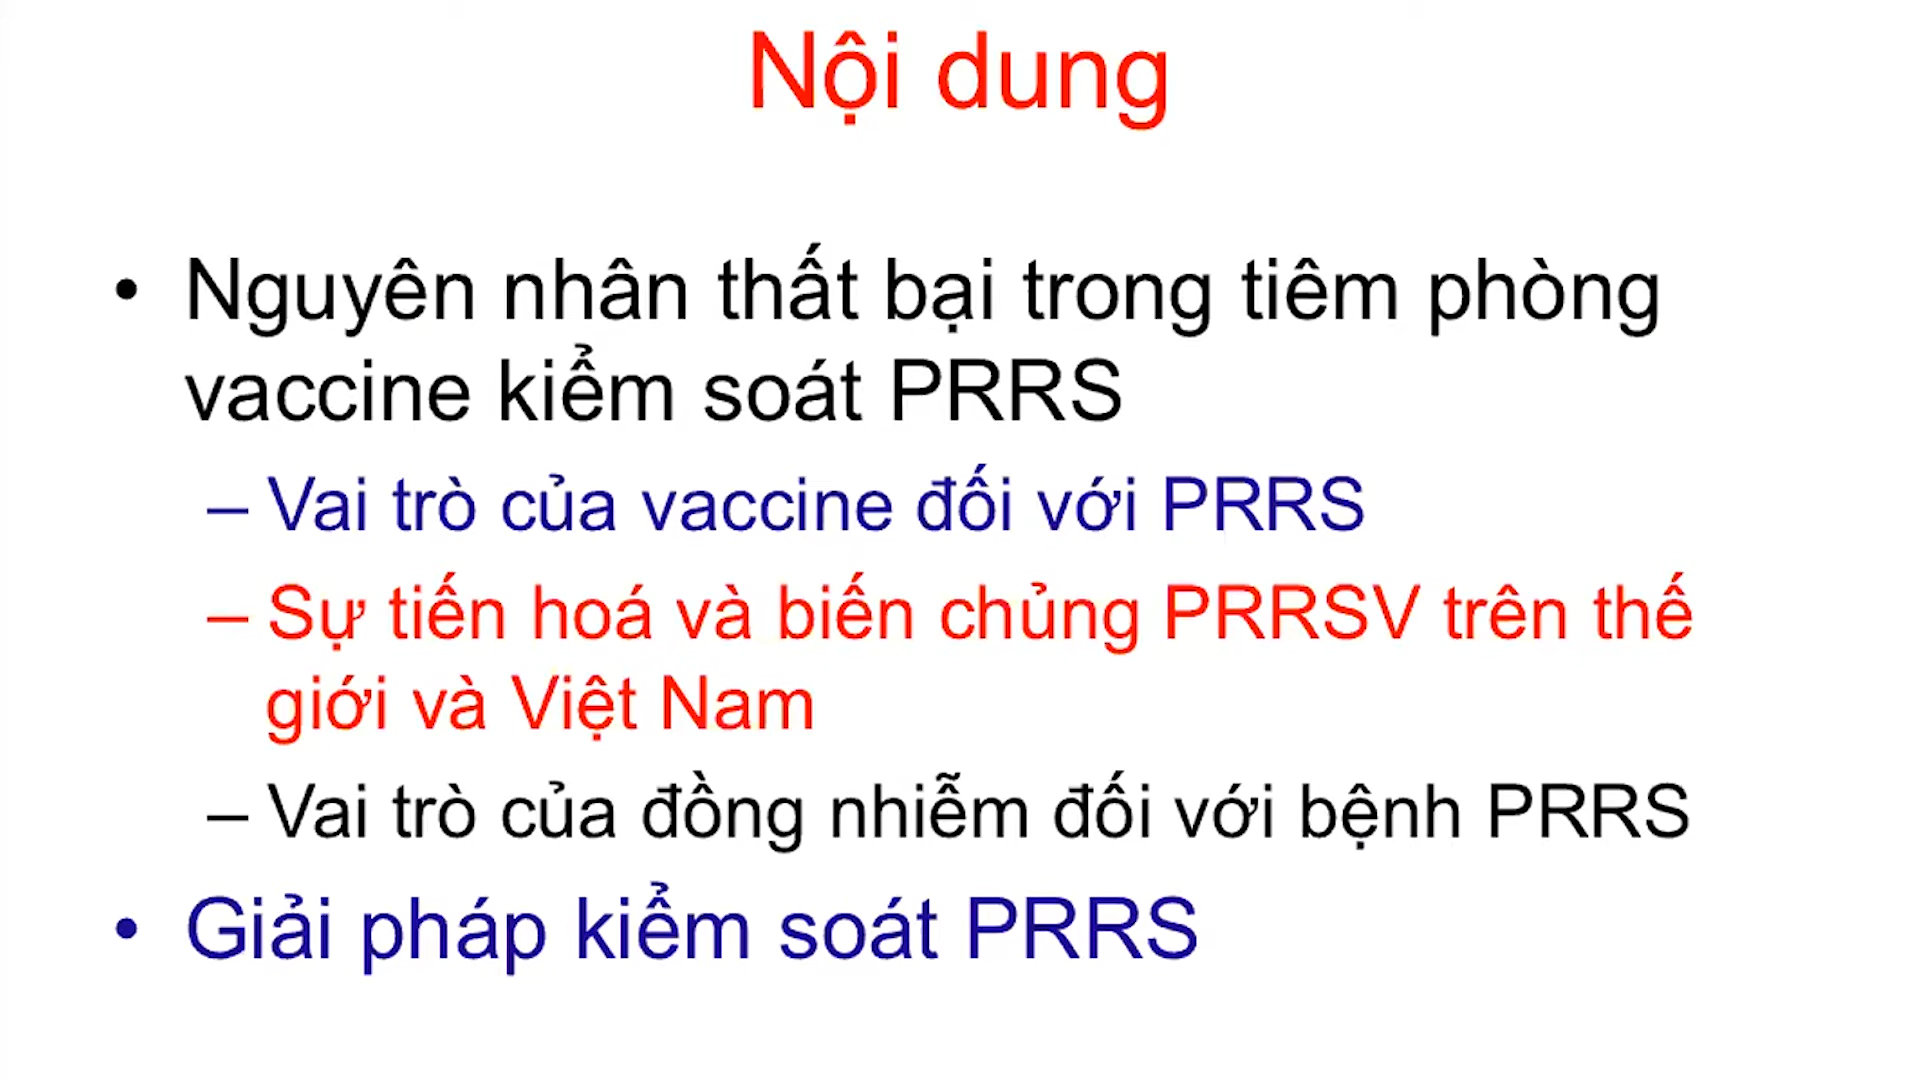 Nội dung
• Nguyên nhân thất bại trong tiêm phòng
vaccine kiểm soát PRRS
– Vai trò của vaccine đối với PRRS
– Sự tiến hoá và biến chủng PRRSV trên thế
giới và Việt Nam
– Vai trò của đồng nhiễm đối với bệnh PRRS
• Giải pháp kiểm soát PRRS